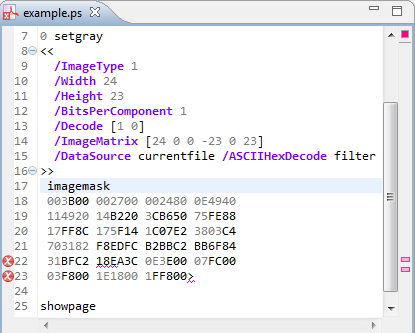 example.ps
7 0 setgray
8 <<
9 /ImageType 1
10 /Width 24
11 /Height 23
12 /BitsPerComponent 1
13 /Decode [1 0]
14 /ImageMatrix [24 0 0 -23 0 23]
15 /DataSource currentfile /ASCIIHexDecode filter
16 >>
17 imagemask
18 003B00 002700 002480 0E4940
19 114920 14B220 3CB650 75FE88
20 17FF8C 175F14 1C07E2 3803C4
21 703182 F8EDFC B2BBC2 BB6F84
22 31BFC2 18EA3C 0E3E00 07FC00
23 03F800 1E1800 1FF800>
24
25 showpage